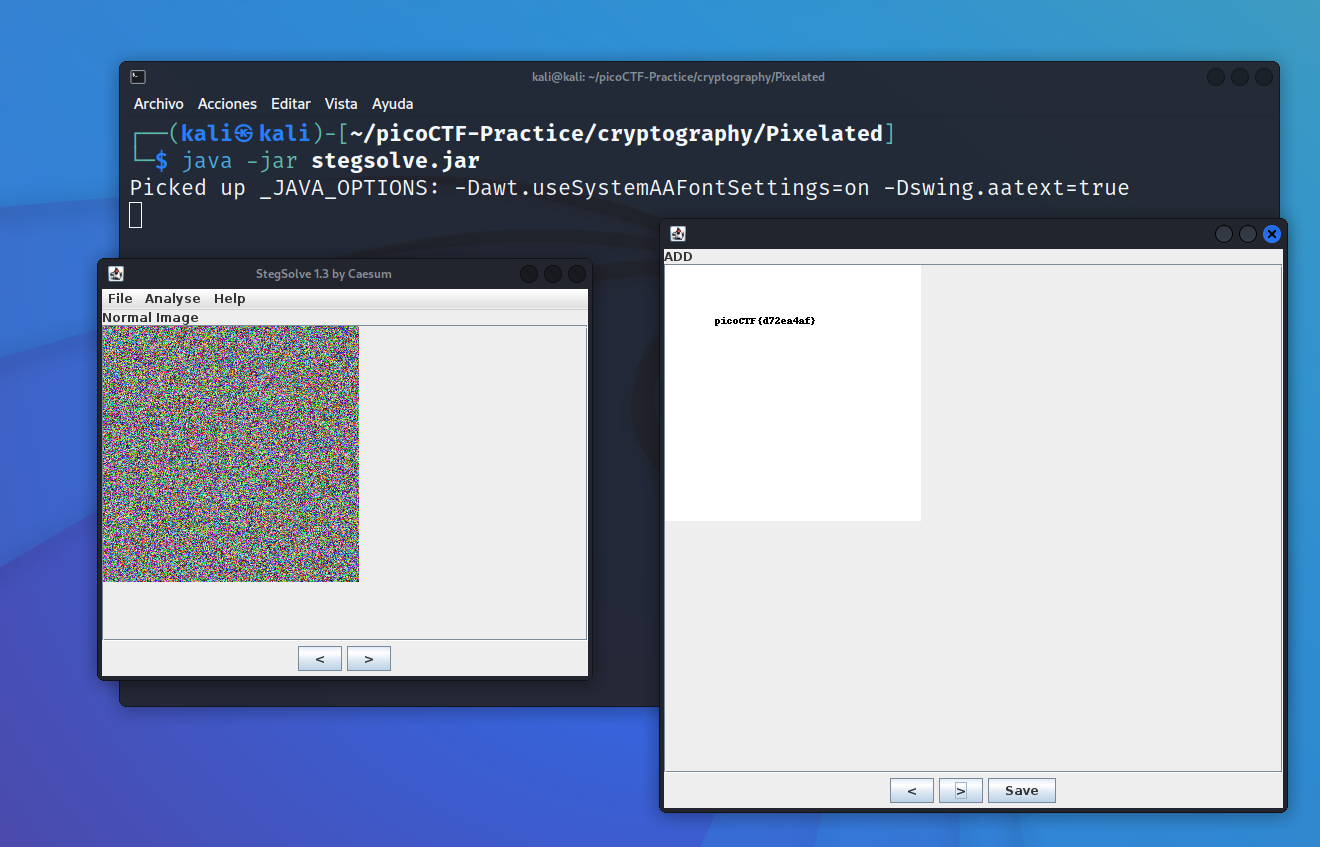 kali@kali: ~/picoCTF-Practice/cryptography/Pixelated
Archivo Acciones Editar Vista Ayuda
┌──(kali㉿kali)-[~/picoCTF-Practice/cryptography/Pixelated]
└─$ java -jar stegsolve.jar
Picked up _JAVA_OPTIONS: -Dawt.useSystemAAFontSettings=on -Dswing.aatext=true
StegSolve 1.3 by Caesum
File Analyse Help
Normal Image
< >
ADD
picoCTF{d72ea4af}
< > Save